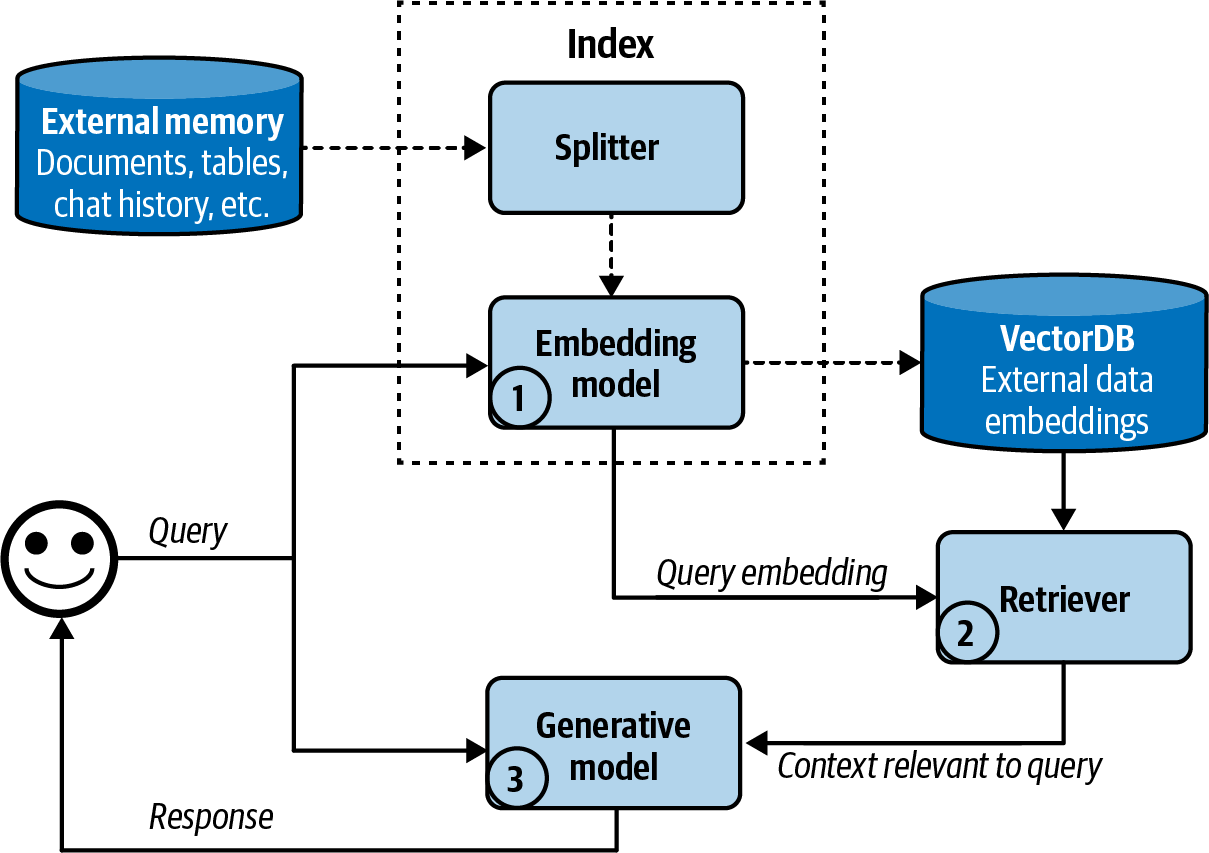 Index
External memory
Documents, tables,
chat history, etc.
Splitter
Embedding
model
1
VectorDB
External data
embeddings
Query
Query embedding
Retriever
2
Generative
model
3
Context relevant to query
Response